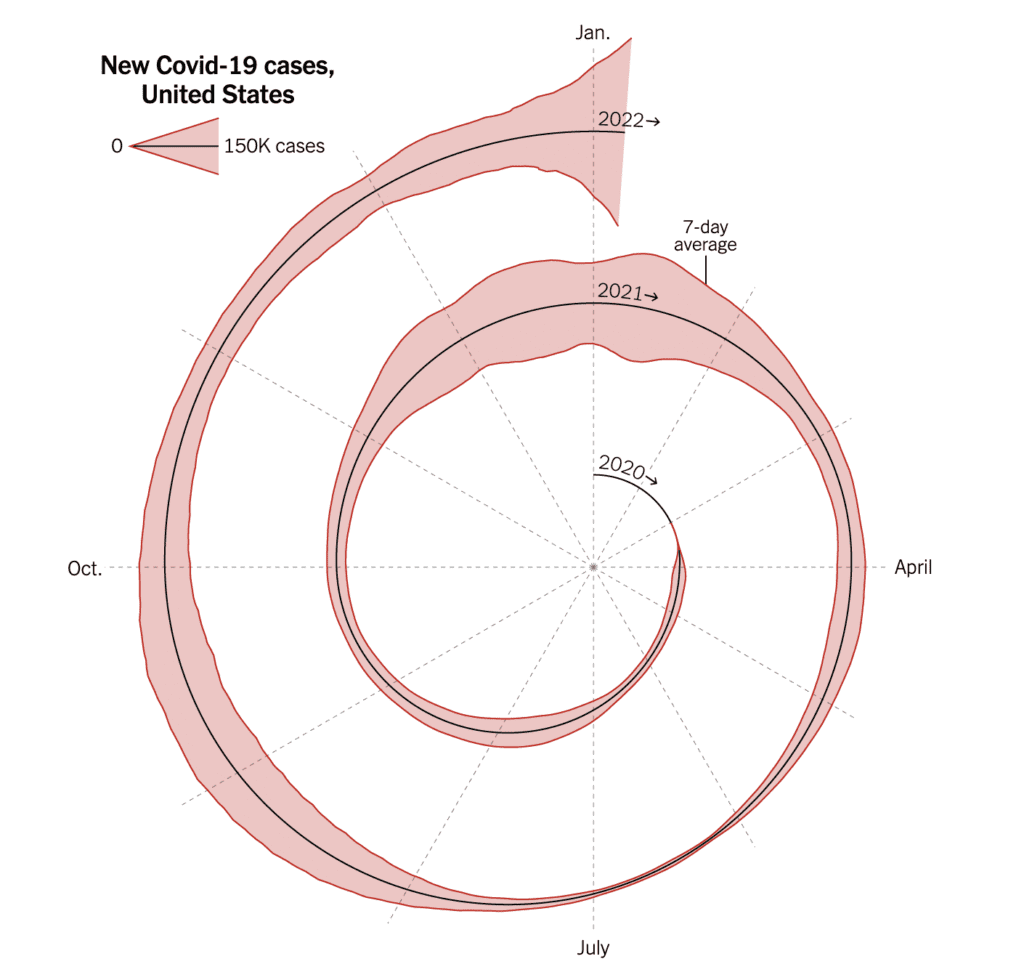 Jan.
New Covid-19 cases,
United States
0
150K cases
2022→
7-day
average
2021→
2020→
Oct.
April
July